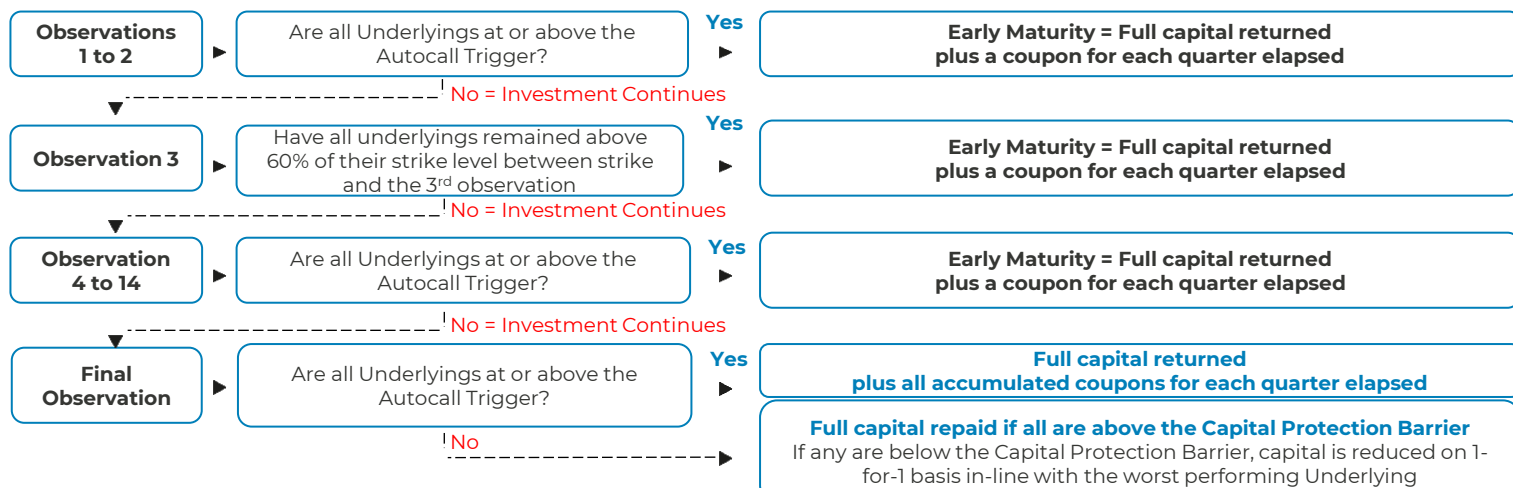 Observations
1 to 2
Are all Underlyings at or above the
Autocall Trigger?
Yes
Early Maturity = Full capital returned
plus a coupon for each quarter elapsed
No = Investment Continues
Observation 3
Have all underlyings remained above
60% of their strike level between strike
and the 3rd observation
Yes
Early Maturity = Full capital returned
plus a coupon for each quarter elapsed
No = Investment Continues
Observation
4 to 14
Are all Underlyings at or above the
Autocall Trigger?
Yes
Early Maturity = Full capital returned
plus a coupon for each quarter elapsed
No = Investment Continues
Final
Observation
Are all Underlyings at or above the
Autocall Trigger?
Yes
Full capital returned
plus all accumulated coupons for each quarter elapsed
No
Full capital repaid if all are above the Capital Protection Barrier
If any are below the Capital Protection Barrier, capital is reduced on 1-
for-1 basis in-line with the worst performing Underlying